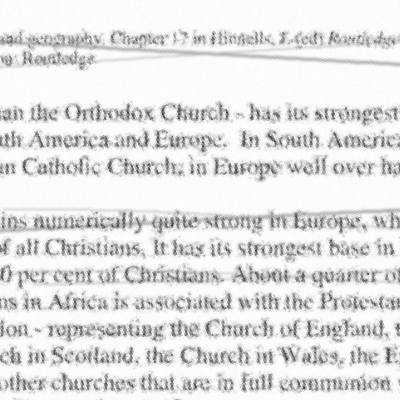 and geography. Chapter 17 in Hinnells, J. (ed) Routledge
Routledge
an the Orthodox Church - has its strongest
th America and Europe. In South America
an Catholic Church; in Europe well over ha
ins numerically quite strong in Europe, wh
of all Christians. It has its strongest base in
0 per cent of Christians. About a quarter of
ns in Africa is associated with the Protestan
ion - representing the Church of England, t
ch in Scotland, the Church in Wales, the E
other churches that are in full communion